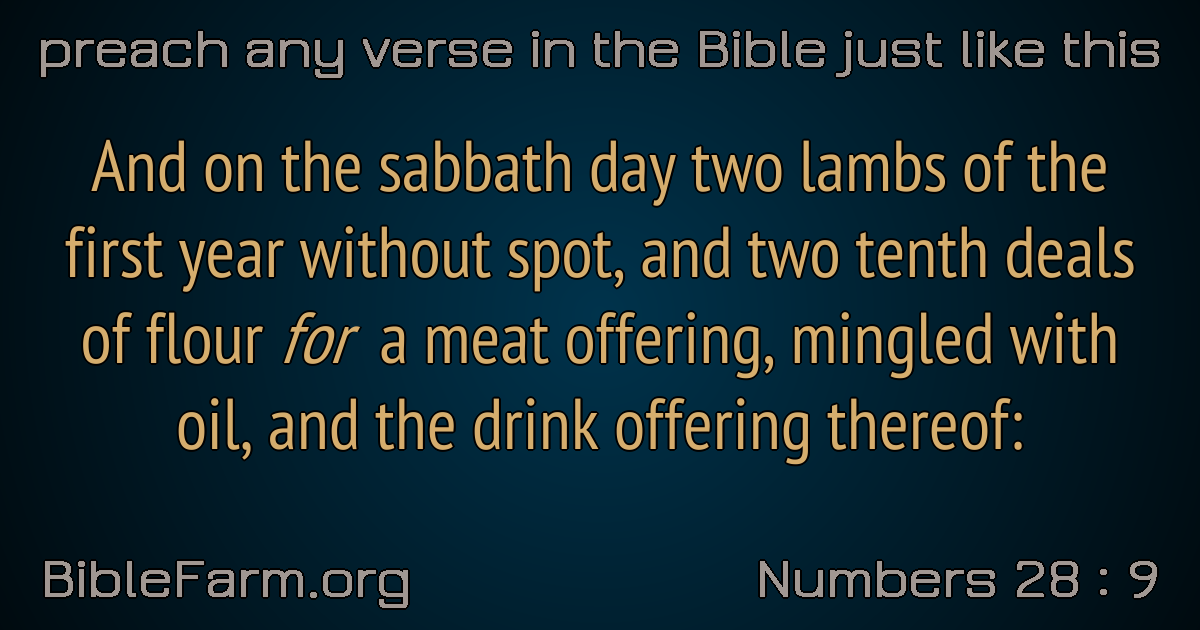 preach any verse in the Bible just like this
And on the sabbath day two lambs of the
first year without spot, and two tenth deals
of flour for a meat offering, mingled with
oil, and the drink offering thereof:
BibleFarm.org
Numbers 28 : 9